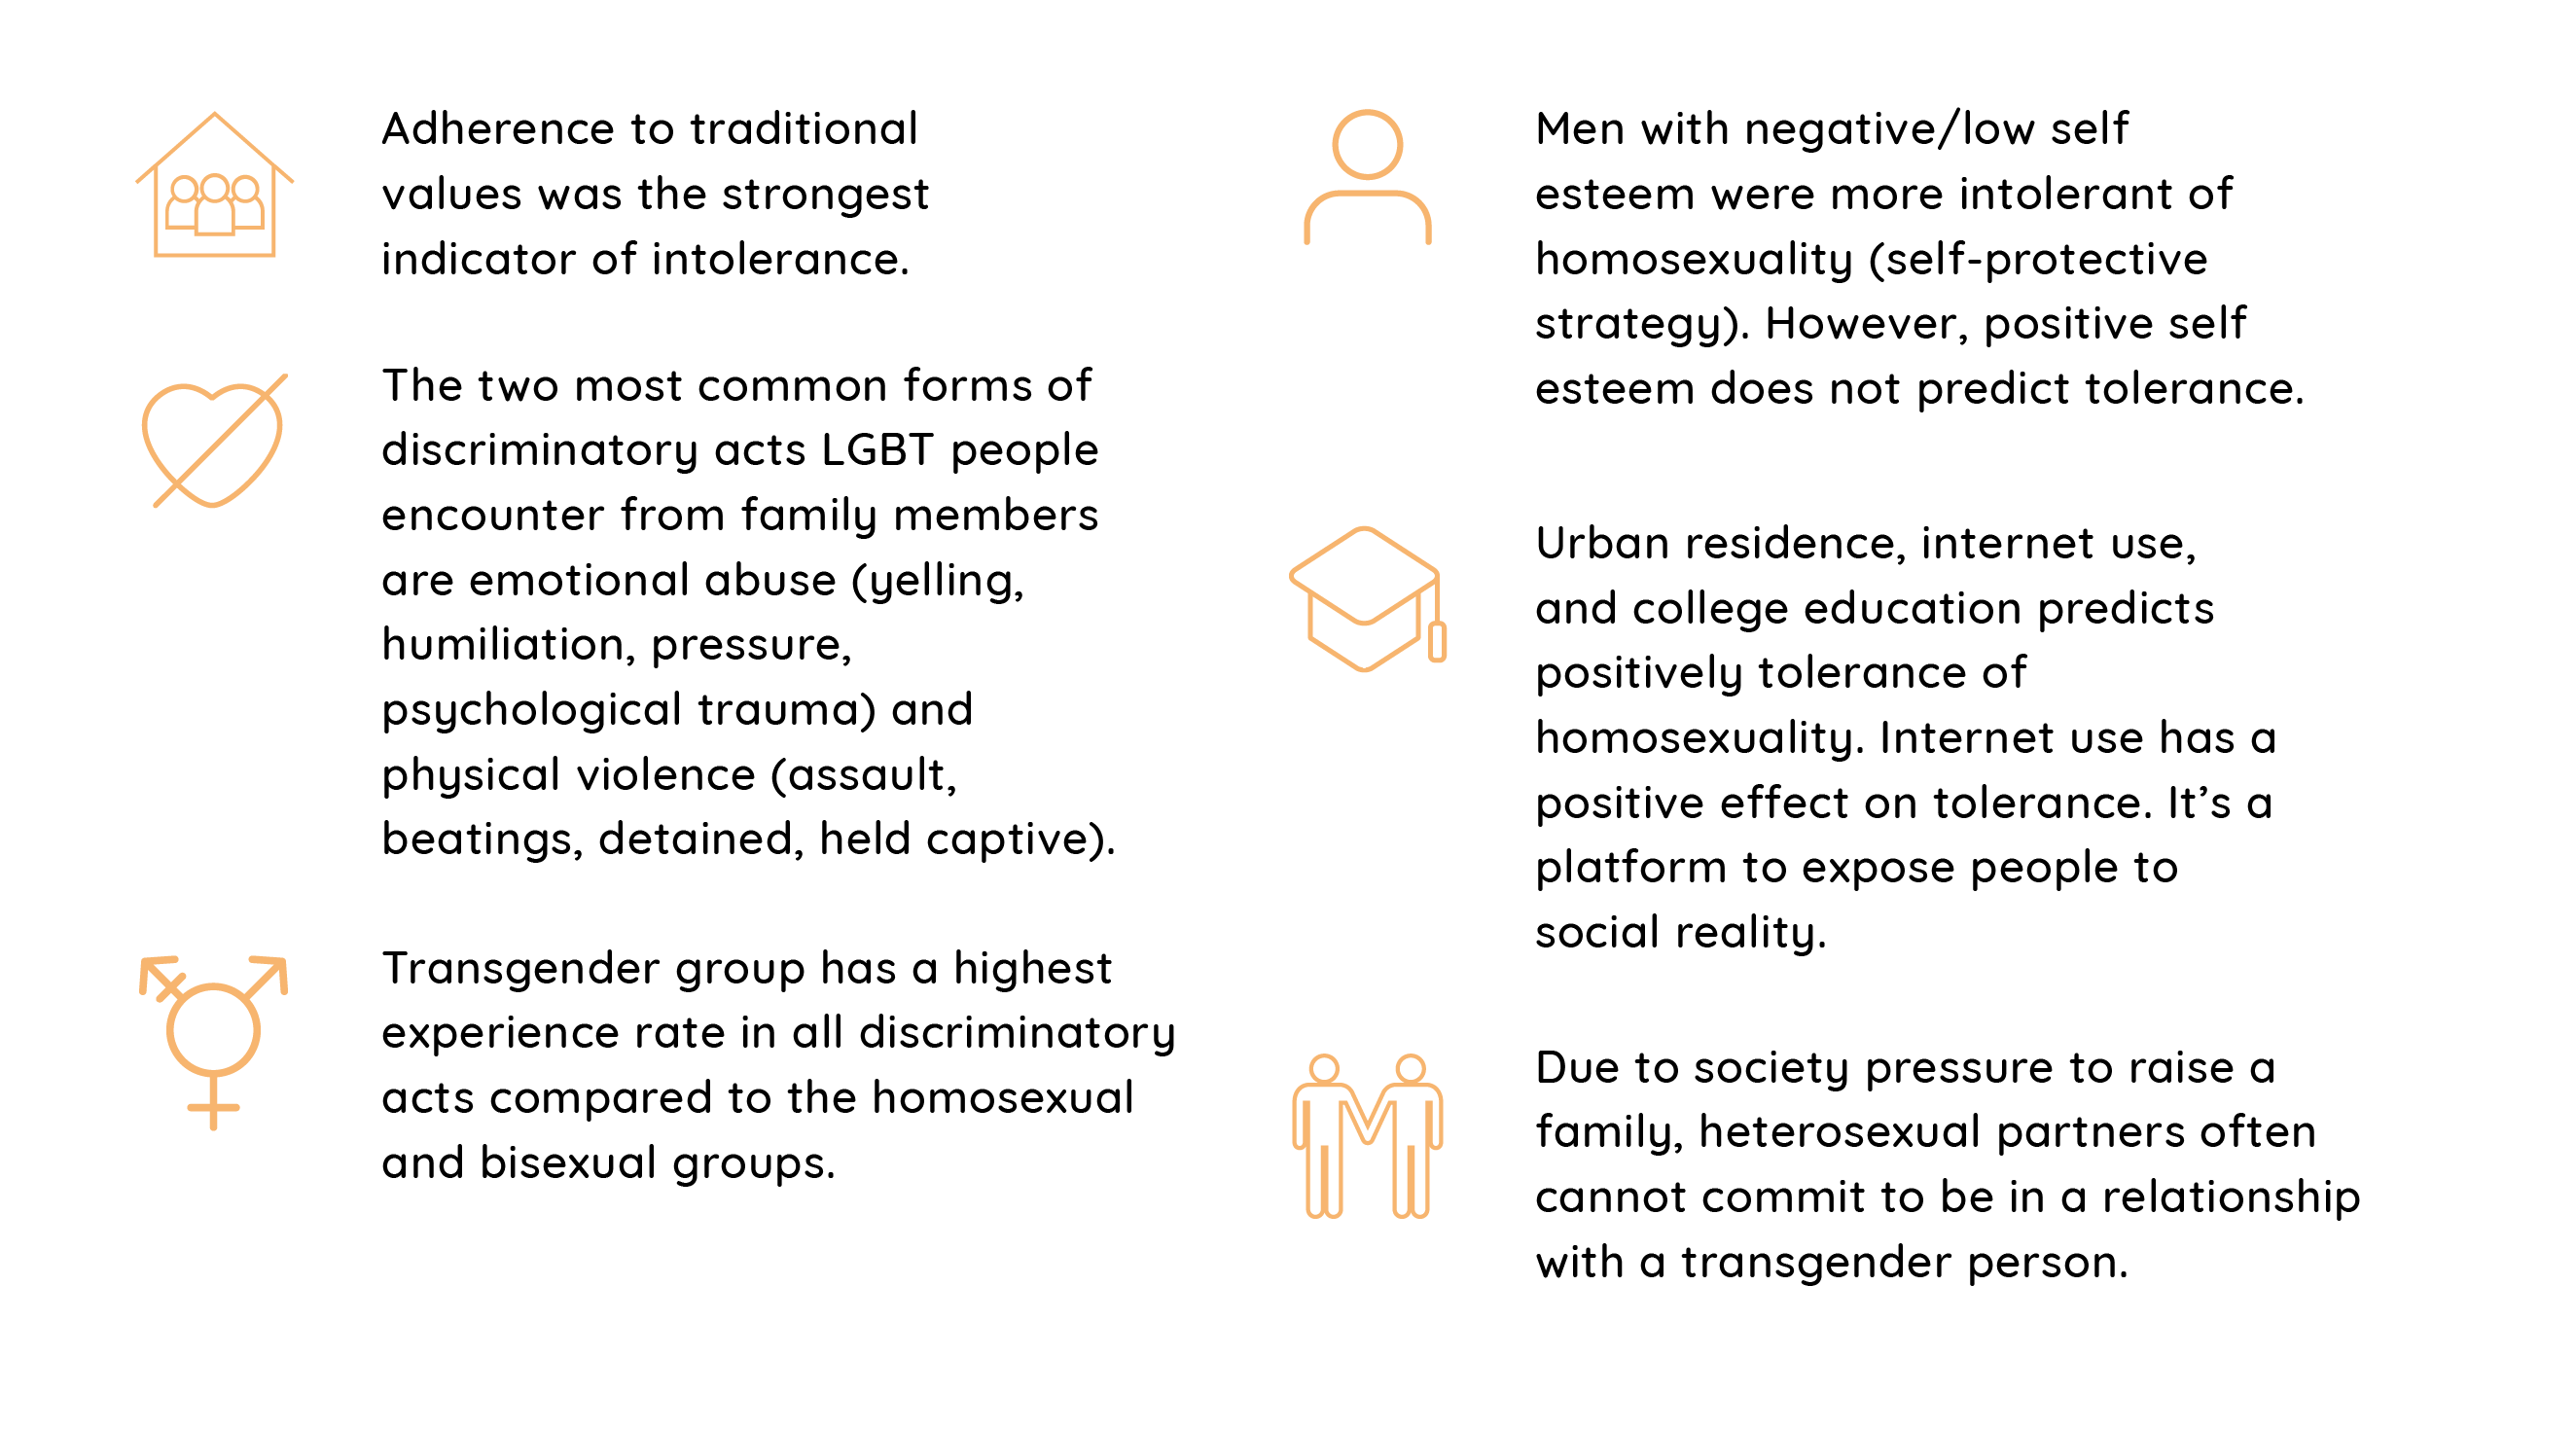 Adherence to traditional
values was the strongest
indicator of intolerance.
The two most common forms of
discriminatory acts LGBT people
encounter from family members
are emotional abuse (yelling,
humiliation, pressure,
psychological trauma) and
physical violence (assault,
beatings, detained, held captive).
Transgender group has a highest
experience rate in all discriminatory
acts compared to the homosexual
and bisexual groups.
Men with negative/low self
esteem were more intolerant of
homosexuality (self-protective
strategy). However, positive self
esteem does not predict tolerance.
Urban residence, internet use,
and college education predicts
positively tolerance of
homosexuality. Internet use has a
positive effect on tolerance. It’s a
platform to expose people to
social reality.
Due to society pressure to raise a
family, heterosexual partners often
cannot commit to be in a relationship
with a transgender person.